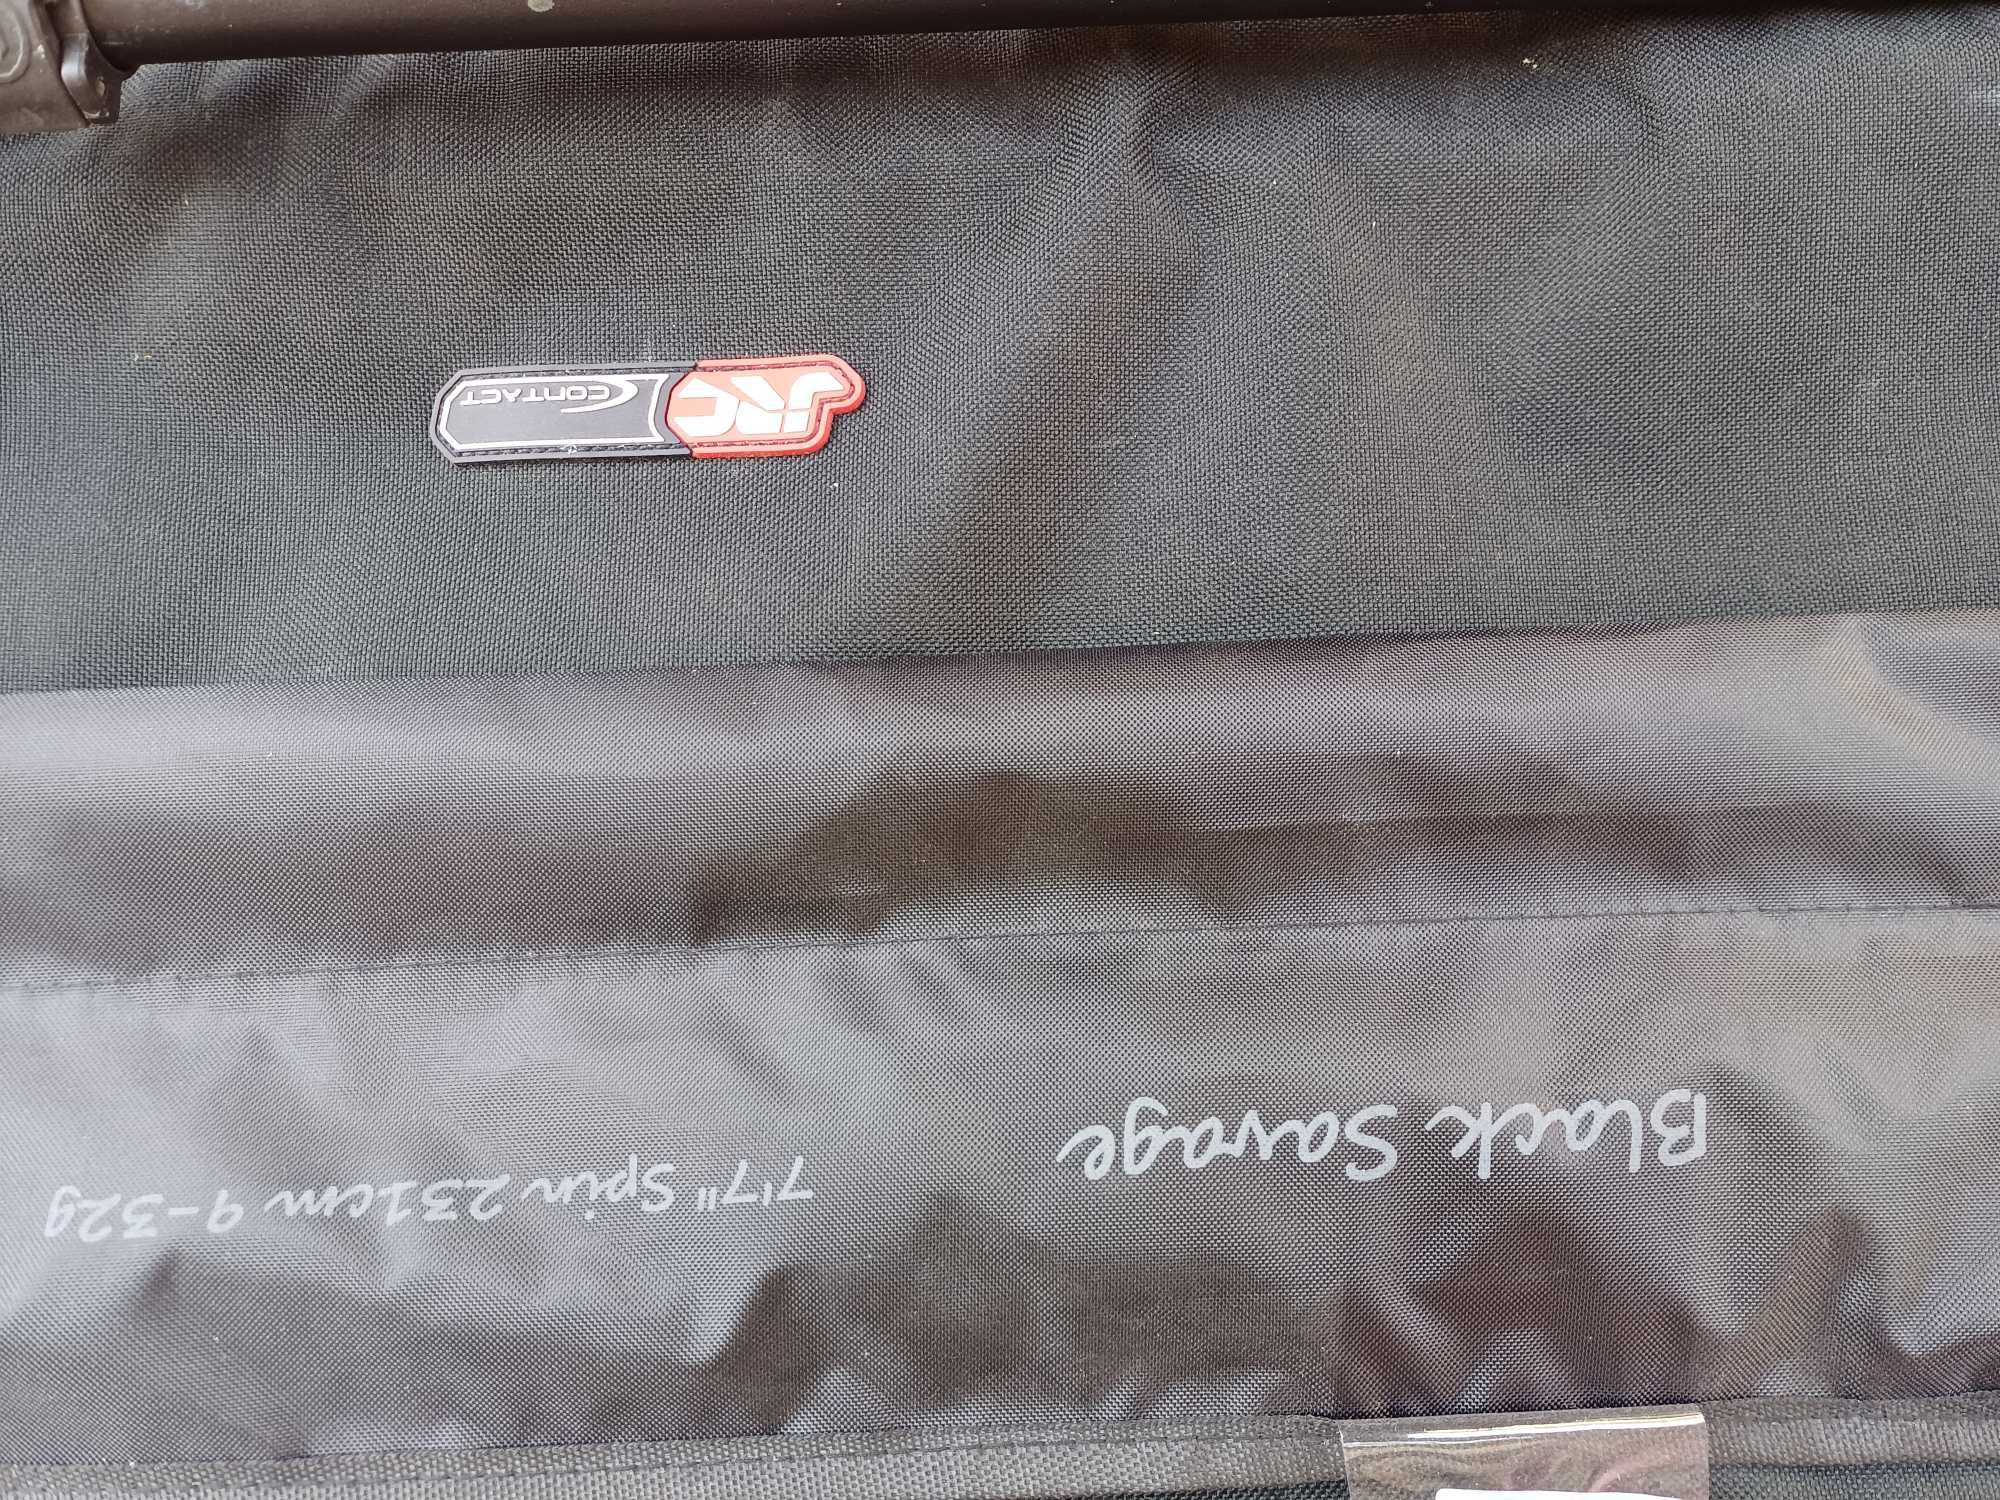 Black Savage
7'7" Spin 231cm 9-32g
JRC
CONTACT